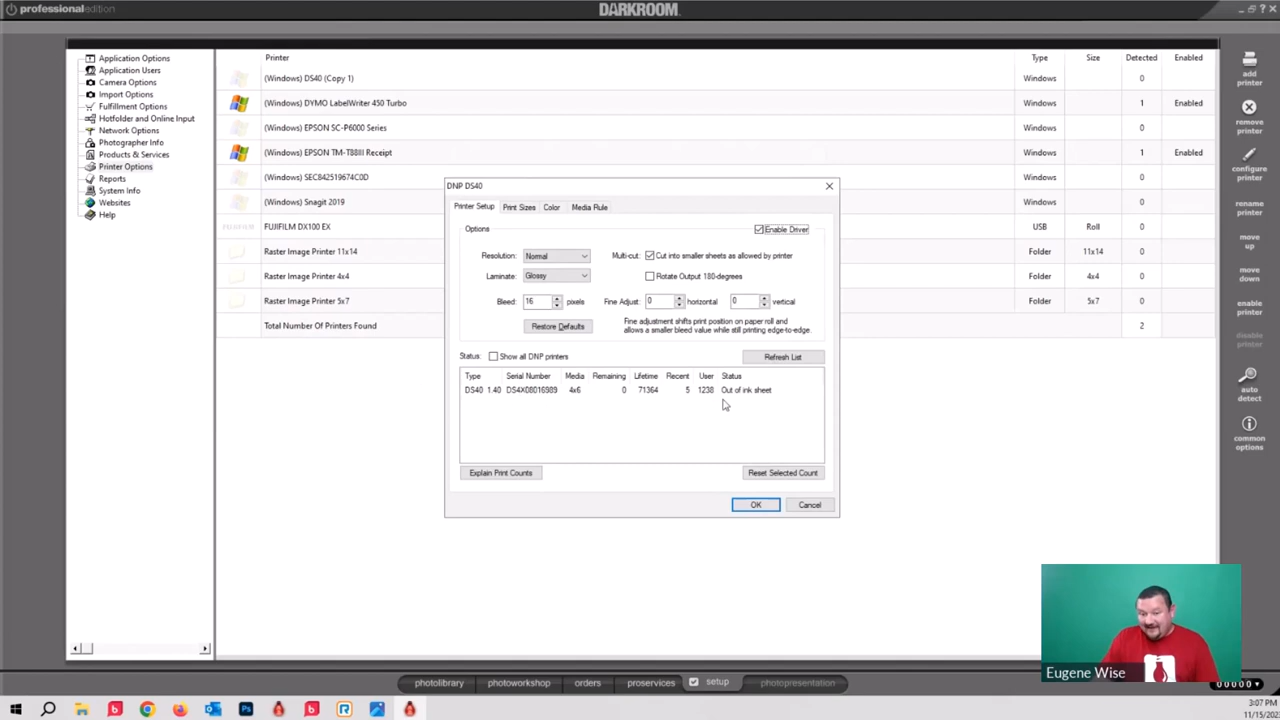 professionaledition
DARKROOM
Application Options
Application Users
Camera Options
Import Options
Fulfillment Options
Hotfolder and Online Input
Network Options
Photographer Info
Products & Services
Printer Options
Reports
System Info
Websites
Help
Printer Type Size Detected Enabled
(Windows) DS40 (Copy 1) Windows 0
(Windows) DYMO LabelWriter 450 Turbo Windows 1 Enabled
(Windows) EPSON SC-P6000 Series Windows 0
(Windows) EPSON TM-T88III Receipt Windows 1 Enabled
(Windows) SEC842519674C0D Windows 0
(Windows) Snagit 2019 Windows 0
FUJIFILM FUJIFILM DX100 EX USB Roll 0
Raster Image Printer 11x14 Folder 11x14 0
Raster Image Printer 4x4 Folder 4x4 0
Raster Image Printer 5x7 Folder 5x7 0
Total Number Of Printers Found 2
DNP DS40
Printer Setup Print Sizes Color Media Rule
Options Enable Driver
Resolution: Normal Multi-cut: Cut into smaller sheets as allowed by printer
Laminate: Glossy Rotate Output 180-degrees
Bleed: 16 pixels Fine Adjust: 0 horizontal 0 vertical
Restore Defaults
Fine adjustment shifts print position on paper roll and
allows a smaller bleed value while still printing edge-to-edge.
Status: Show all DNP printers Refresh List
Type Serial Number Media Remaining Lifetime Recent User Status
DS40 1.40 DS4X08016989 4x6 0 71364 5 1238 Out of ink sheet
Explain Print Counts Reset Selected Count
OK Cancel
add
printer
remove
printer
configure
printer
rename
printer
move
up
move
down
enable
printer
disable
printer
auto
detect
common
options
Eugene Wise
photolibrary photoworkshop orders proservices setup photopresentation 00000
3:07 PM